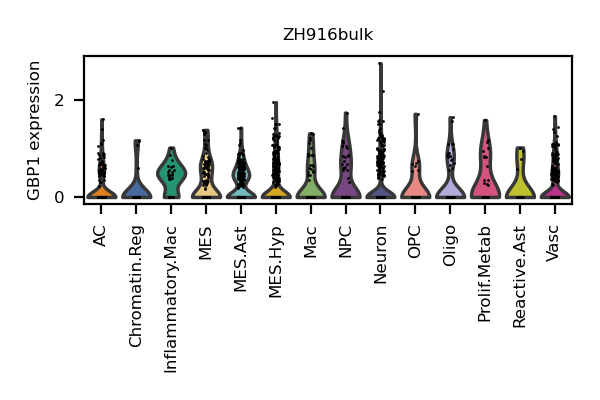 ZH916bulk
GBP1 expression
2
0
AC
Chromatin.Reg
Inflammatory.Mac
MES
MES.Ast
MES.Hyp
Mac
NPC
Neuron
OPC
Oligo
Prolif.Metab
Reactive.Ast
Vasc